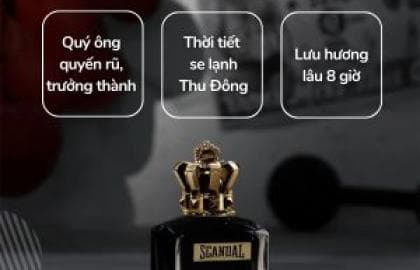 Quý ông
quyến rũ,
trưởng thành
Thời tiết
se lạnh
Thu Đông
Lưu hương
lâu 8 giờ
SCANDAL